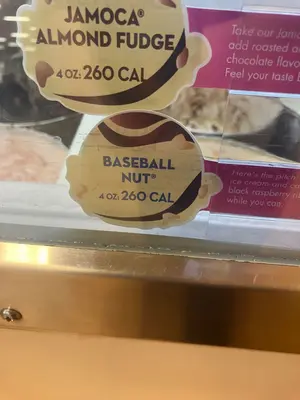 JAMOCA®
ALMOND FUDGE
4 OZ: 260 CAL
Take our Jamo
add roasted a
chocolate flavo
Feel your taste b
BASEBALL
NUT®
4 OZ: 260 CAL
Here's the
ice cream and
black raspberry
while you can